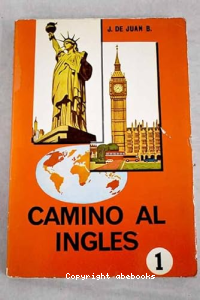 J. DE JUAN B.
CAMINO AL
INGLES
1
Copyright-abebooks